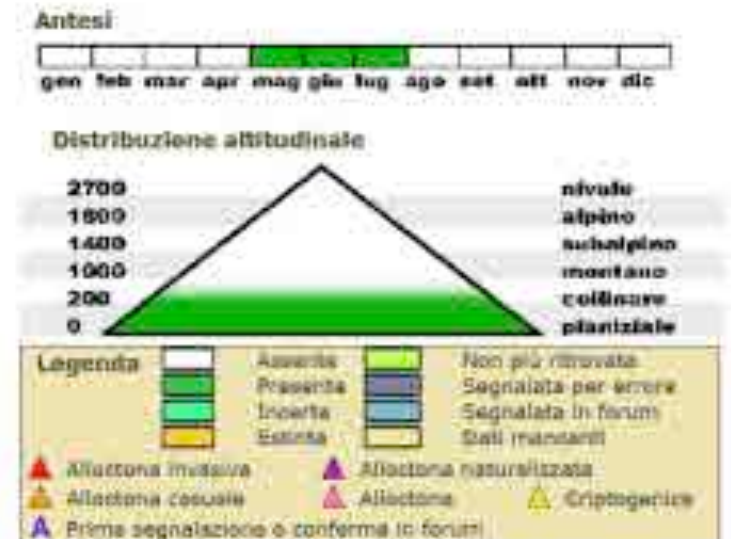 Antesi
gen feb mar apr mag giu lug ago set ott nov dic
Distribuzione altitudinale
2700 nivale
1800 alpino
1400 subalpino
1000 montano
200 collinare
0 planiziale
Legenda Assente Non più ritrovata
Presente Segnalata per errore
Incerta Segnalata in forum
Estinta Dati mancanti
Alloctona invasiva Alloctona naturalizzata
Alloctona casuale Alloctona Criptogenica
A Prima segnalazione o conferma in forum